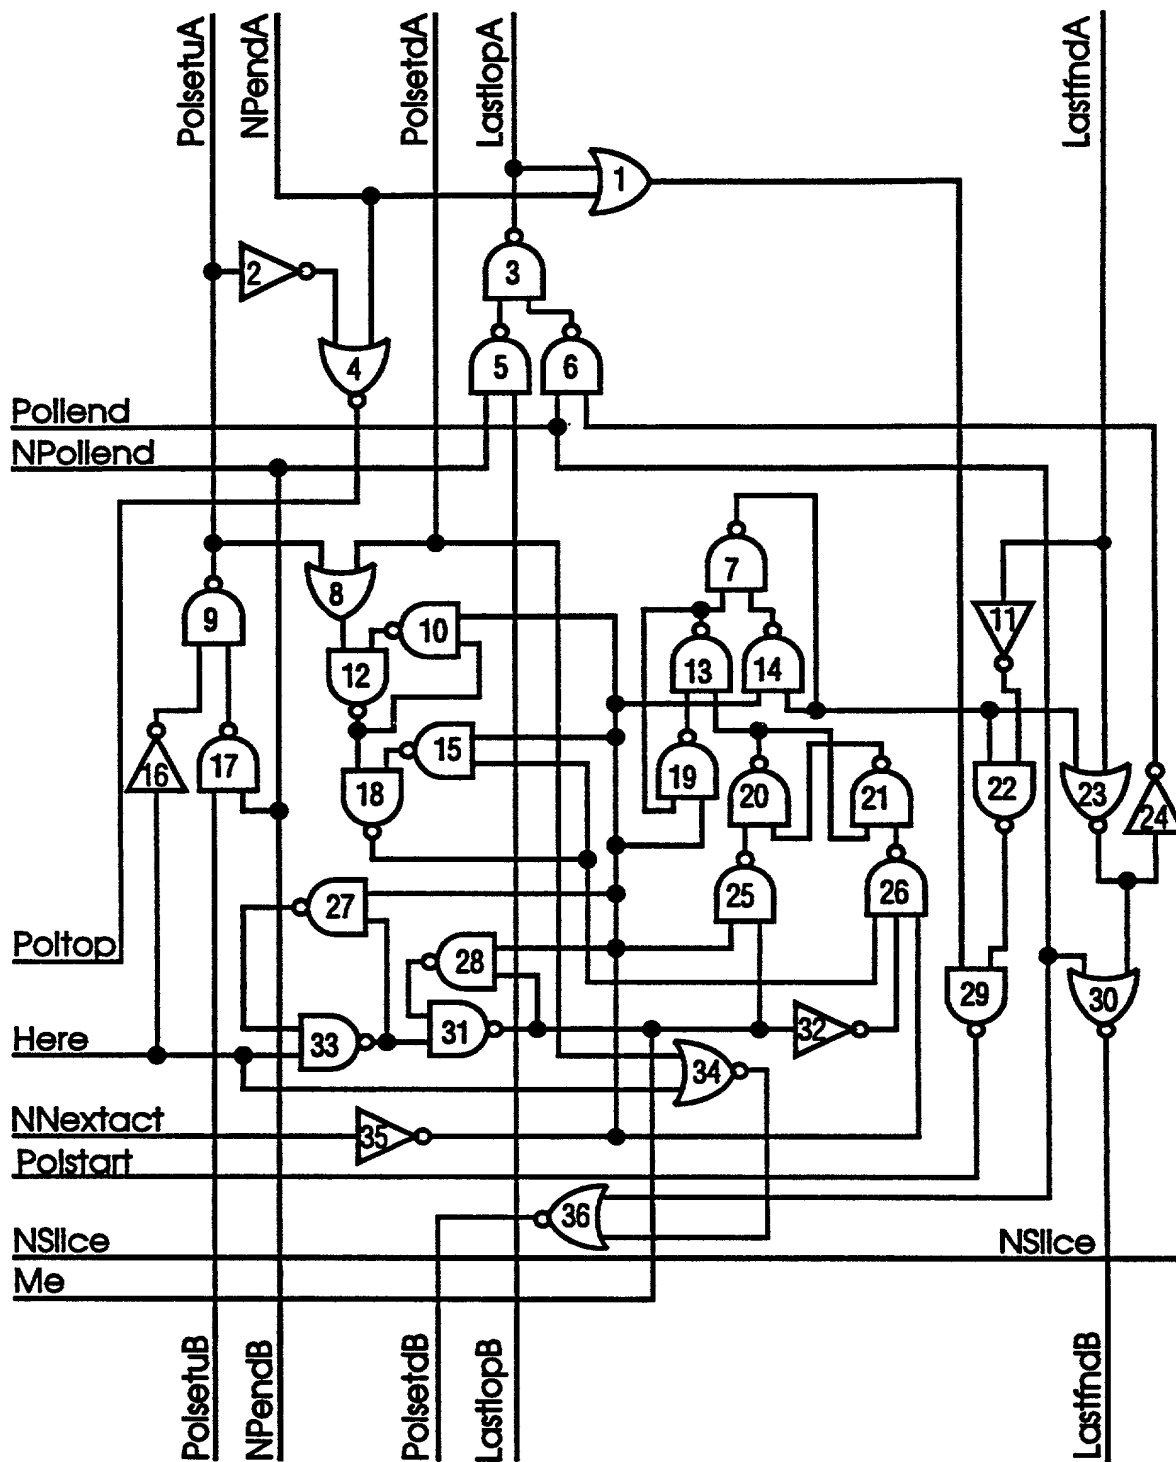 PolsetuA
NPendA
PolsetdA
LastlopA
LastfndA
1
2
3
4
5
6
Pollend
NPollend
7
8
9
10
11
12
13
14
15
16
17
18
19
20
21
22
23
24
25
26
27
28
Poltop
29
30
Here
33
31
32
34
NNextact
35
Polstart
36
NSlice
NSlice
Me
PolsetuB
NPendB
PolsetdB
LastlopB
LastfndB